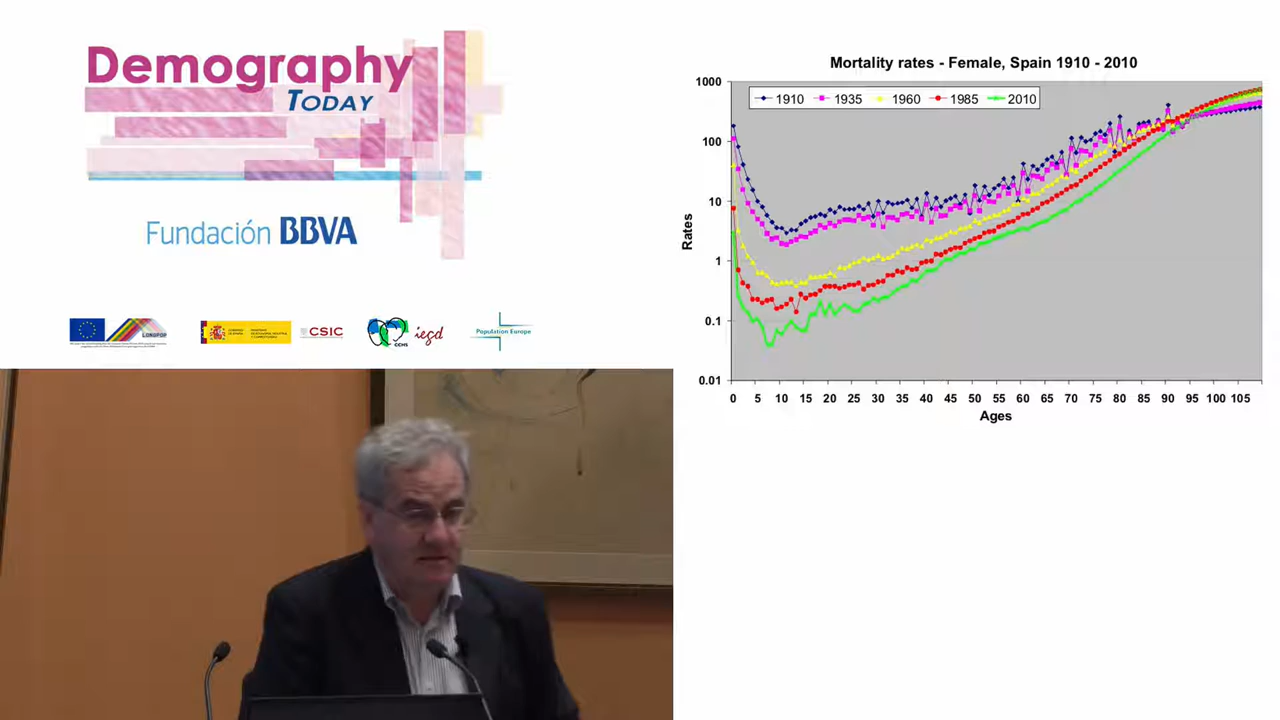 Demography
TODAY
Fundación BBVA
CSIC
CCHS
iegd
Population Europe
Mortality rates - Female, Spain 1910 - 2010
1910 1935 1960 1985 2010
1000
100
10
1
0.1
0.01
Rates
0 5 10 15 20 25 30 35 40 45 50 55 60 65 70 75 80 85 90 95 100 105
Ages